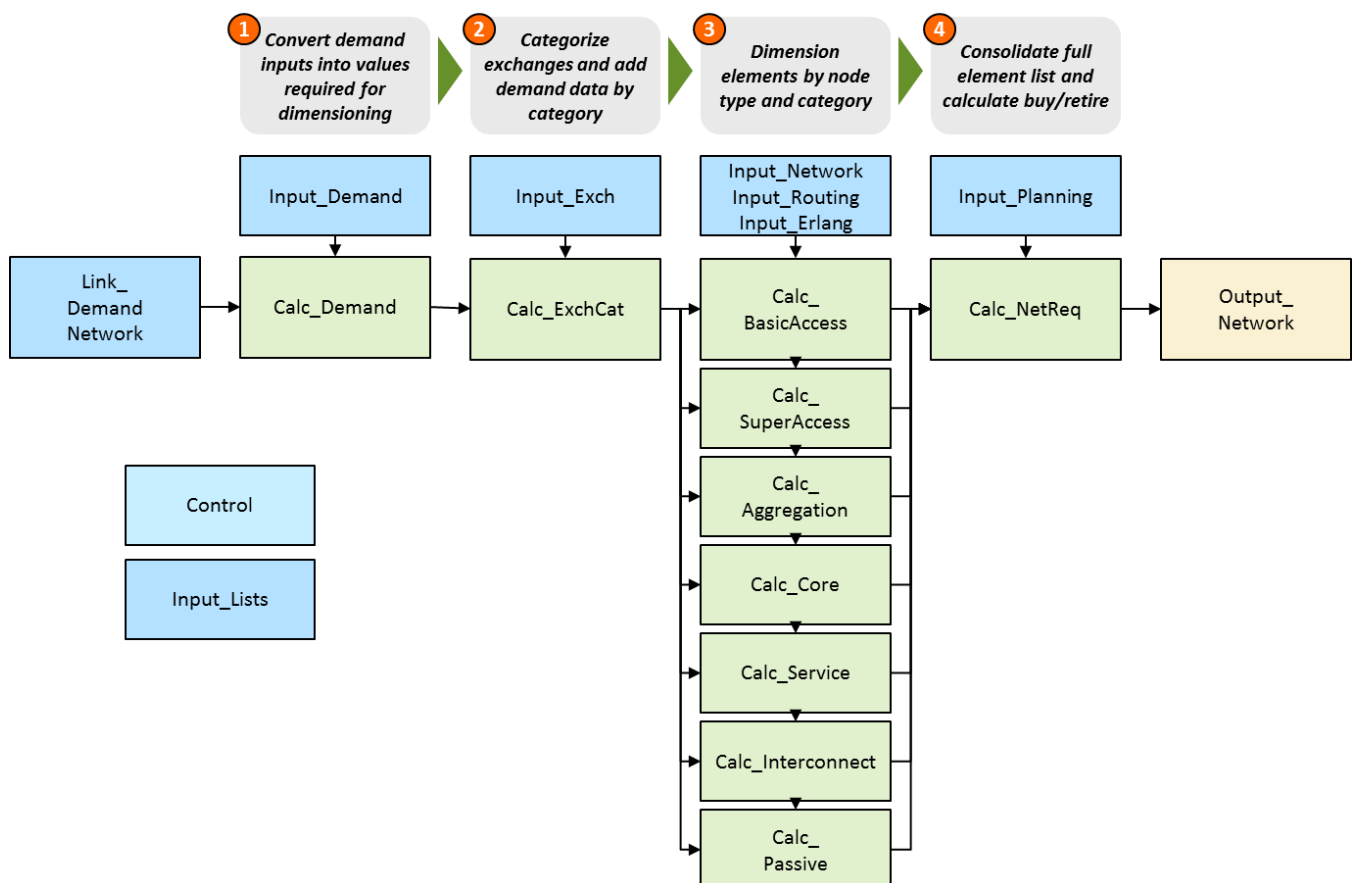 1
Convert demand
inputs into values
required for
dimensioning
2
Categorize
exchanges and add
demand data by
category
3
Dimension
elements by node
type and category
4
Consolidate full
element list and
calculate buy/retire
Input_Demand
Input_Exch
Input_Network
Input_Routing
Input_Erlang
Input_Planning
Link_
Demand
Network
Calc_Demand
Calc_ExchCat
Calc_
BasicAccess
Calc_NetReq
Output_
Network
Calc_
SuperAccess
Control
Calc_
Aggregation
Input_Lists
Calc_Core
Calc_Service
Calc_Interconnect
Calc_
Passive